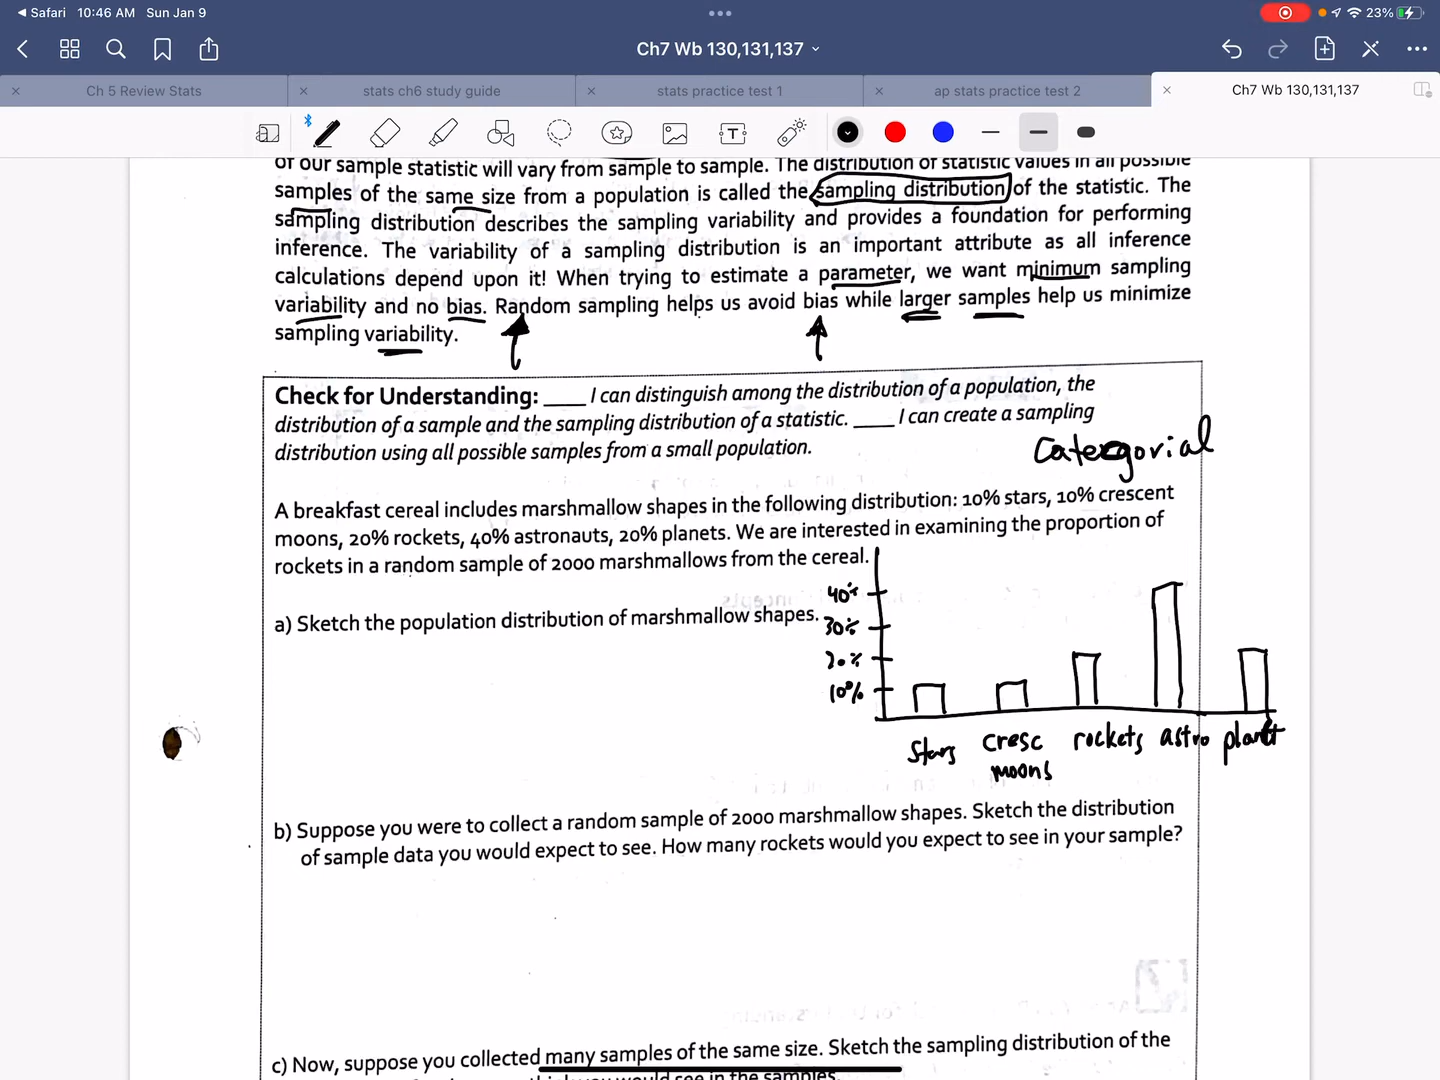 Safari 10:46 AM Sun Jan 9 23%
Ch7 Wb 130,131,137
Ch 5 Review Stats
stats ch6 study guide
stats practice test 1
ap stats practice test 2
Ch7 Wb 130,131,137
T
of our sample statistic will vary from sample to sample. The distribution of statistic values in all possible
samples of the same size from a population is called the sampling distribution of the statistic. The
sampling distribution describes the sampling variability and provides a foundation for performing
inference. The variability of a sampling distribution is an important attribute as all inference
calculations depend upon it! When trying to estimate a parameter, we want minimum sampling
variability and no bias. Random sampling helps us avoid bias while larger samples help us minimize
sampling variability.
Check for Understanding: ____ I can distinguish among the distribution of a population, the
distribution of a sample and the sampling distribution of a statistic. ____ I can create a sampling
distribution using all possible samples from a small population.
Catergorial
A breakfast cereal includes marshmallow shapes in the following distribution: 10% stars, 10% crescent
moons, 20% rockets, 40% astronauts, 20% planets. We are interested in examining the proportion of
rockets in a random sample of 2000 marshmallows from the cereal.
a) Sketch the population distribution of marshmallow shapes.
40%
30%
20%
10%
Stars cresc moons rockets astro planet
b) Suppose you were to collect a random sample of 2000 marshmallow shapes. Sketch the distribution
of sample data you would expect to see. How many rockets would you expect to see in your sample?
c) Now, suppose you collected many samples of the same size. Sketch the sampling distribution of the